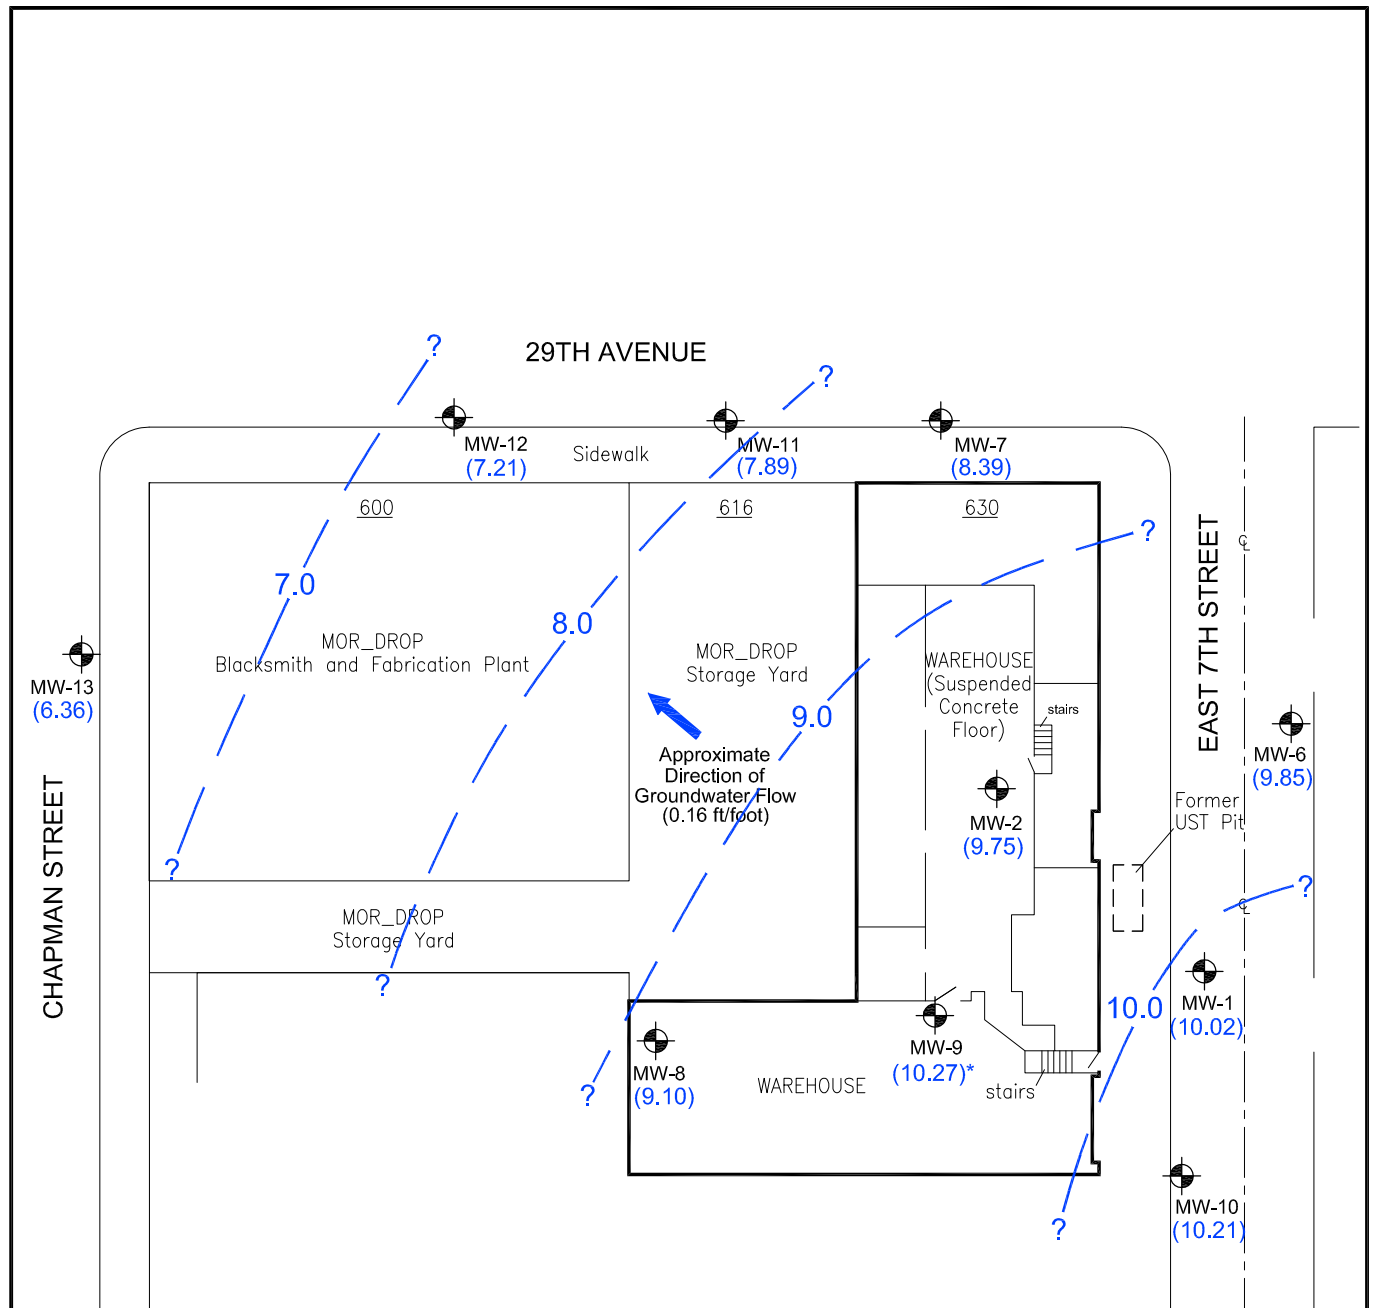 ?
29TH AVENUE
?
MW-12
(7.21)
Sidewalk
MW-11
(7.89)
MW-7
(8.39)
600
616
630
?
℄
EAST 7TH STREET
7.0
8.0
MOR_DROP
Blacksmith and Fabrication Plant
MOR_DROP
Storage Yard
WAREHOUSE
(Suspended
Concrete
Floor)
stairs
MW-13
(6.36)
9.0
Approximate
Direction of
Groundwater Flow
(0.16 ft/foot)
MW-6
(9.85)
MW-2
(9.75)
Former
UST Pit
CHAPMAN STREET
?
?
℄
MOR_DROP
Storage Yard
?
10.0
MW-1
(10.02)
MW-9
(10.27)*
MW-8
(9.10)
?
WAREHOUSE
stairs
MW-10
(10.21)
?